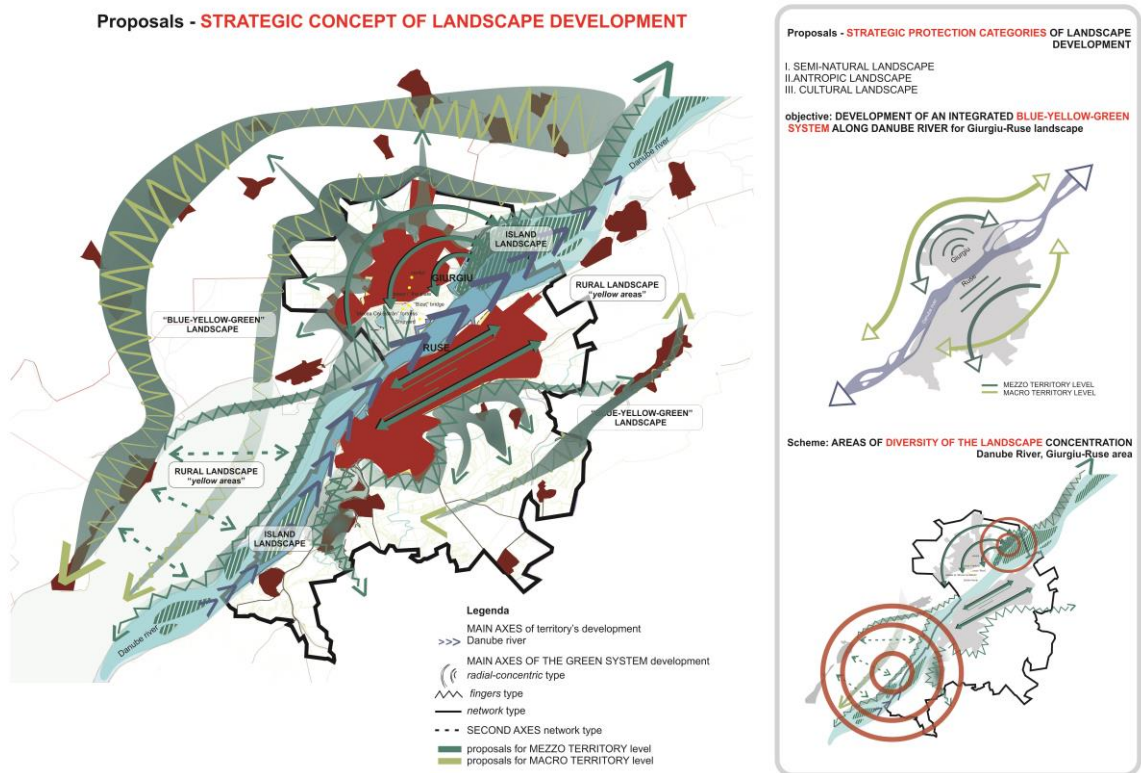 Proposals - STRATEGIC CONCEPT OF LANDSCAPE DEVELOPMENT
Danube river
ISLAND
LANDSCAPE
GIURGIU
RURAL LANDSCAPE
"yellow areas"
"Bizet" bridge
fortress
"BLUE-YELLOW-GREEN"
LANDSCAPE
RUSE
"BLUE-YELLOW-GREEN"
LANDSCAPE
RURAL LANDSCAPE
"yellow areas"
ISLAND
LANDSCAPE
Danube river
Legenda
MAIN AXES of territory's development
>>> Danube river
MAIN AXES OF THE GREEN SYSTEM development
radial-concentric type
fingers type
network type
SECOND AXES network type
proposals for MEZZO TERRITORY level
proposals for MACRO TERRITORY level
Proposals - STRATEGIC PROTECTION CATEGORIES OF LANDSCAPE
DEVELOPMENT
I. SEMI-NATURAL LANDSCAPE
II.ANTROPIC LANDSCAPE
III. CULTURAL LANDSCAPE
objective: DEVELOPMENT OF AN INTEGRATED BLUE-YELLOW-GREEN
SYSTEM ALONG DANUBE RIVER for Giurgiu-Ruse landscape
Giurgiu
Ruse
MEZZO TERRITORY LEVEL
MACRO TERRITORY LEVEL
Scheme: AREAS OF DIVERSITY OF THE LANDSCAPE CONCENTRATION
Danube River, Giurgiu-Ruse area